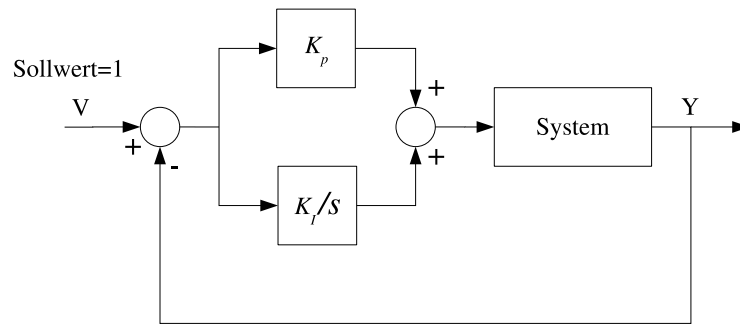 Sollwert=1
V
+
-
K_p
K_I/s
+
+
System
Y